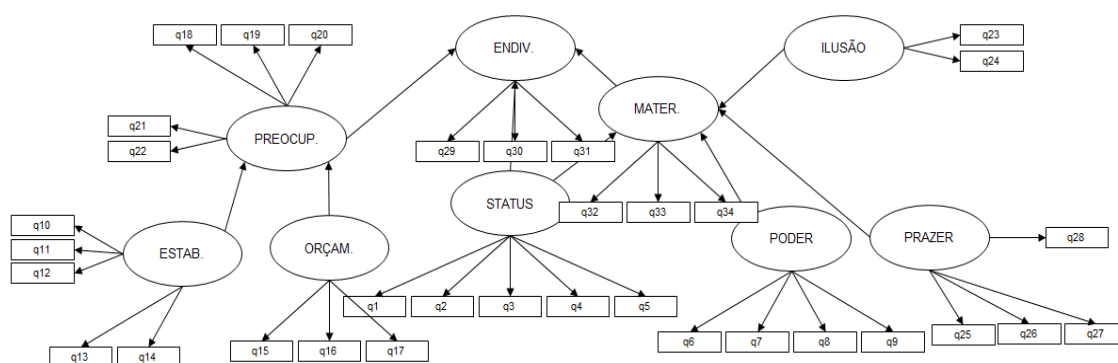 q18
q19
q20
ENDIV.
ILUSÃO
q23
q24
MATER.
q21
q22
PREOCUP.
q29
q30
q31
STATUS
q32
q33
q34
q10
q11
q12
ESTAB.
ORÇAM.
PODER
PRAZER
q28
q1
q2
q3
q4
q5
q6
q7
q8
q9
q25
q26
q27
q13
q14
q15
q16
q17